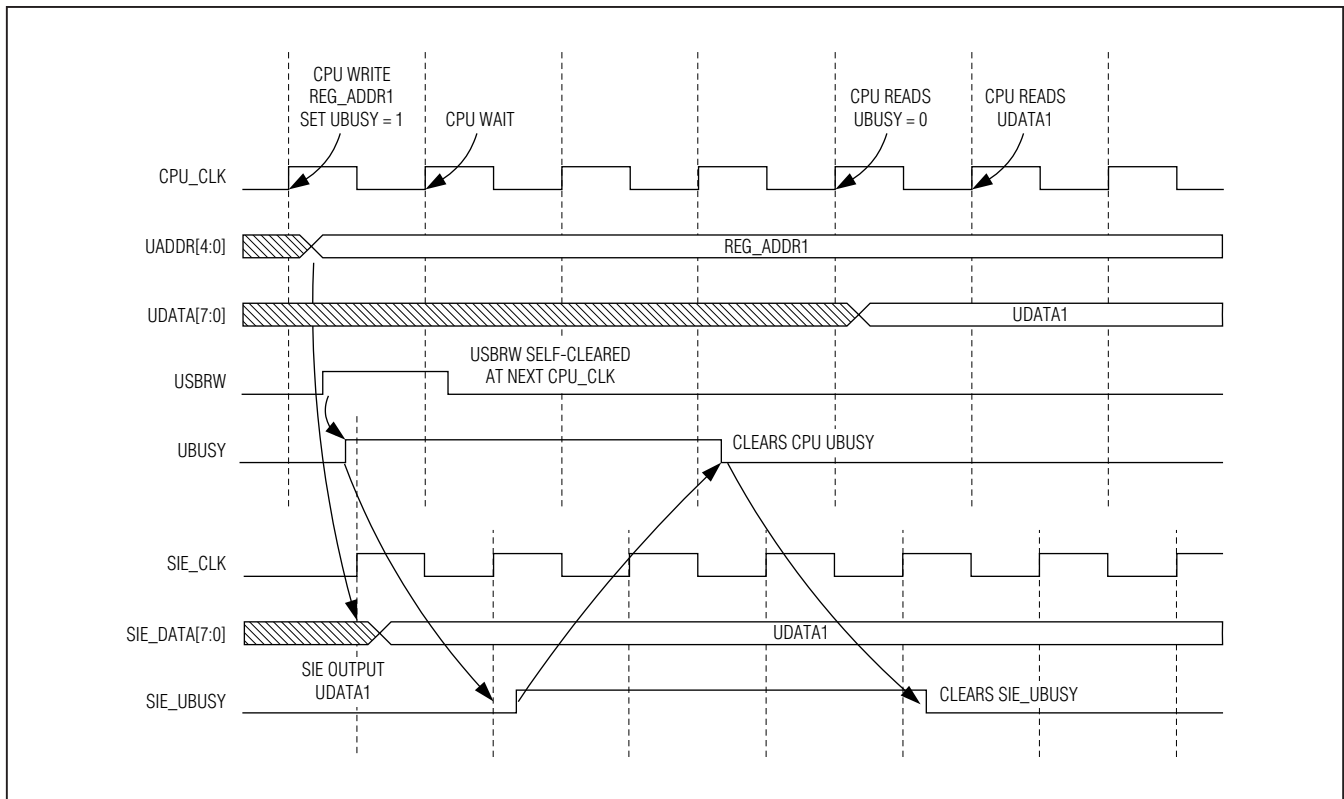 CPU WRITE
REG_ADDR1
SET UBUSY = 1
CPU WAIT
CPU READS
UBUSY = 0
CPU READS
UDATA1
CPU_CLK
UADDR[4:0]
REG_ADDR1
UDATA[7:0]
UDATA1
USBRW
USBRW SELF-CLEARED
AT NEXT CPU_CLK
UBUSY
CLEARS CPU UBUSY
SIE_CLK
SIE_DATA[7:0]
UDATA1
SIE OUTPUT
UDATA1
SIE_UBUSY
CLEARS SIE_UBUSY